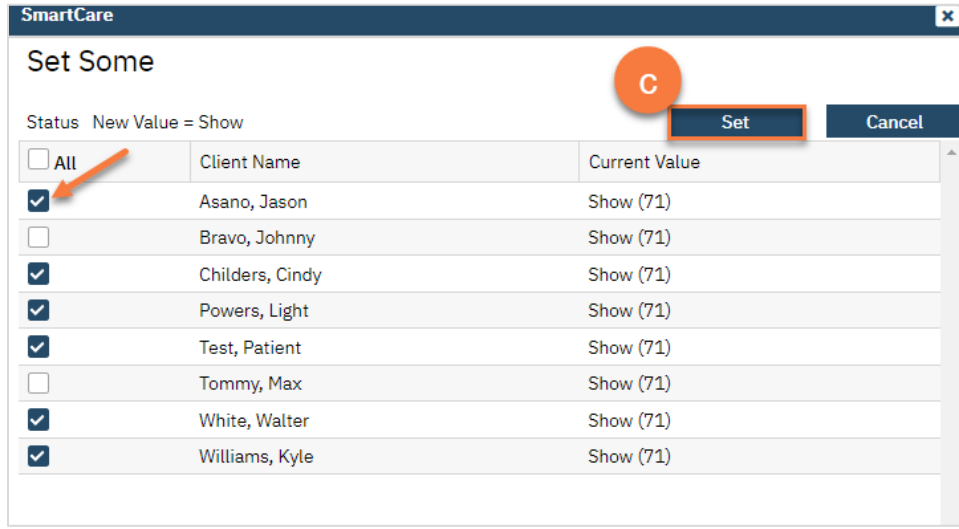 SmartCare
Set Some
C
Status New Value = Show Set Cancel
All Client Name Current Value
Asano, Jason Show (71)
Bravo, Johnny Show (71)
Childers, Cindy Show (71)
Powers, Light Show (71)
Test, Patient Show (71)
Tommy, Max Show (71)
White, Walter Show (71)
Williams, Kyle Show (71)